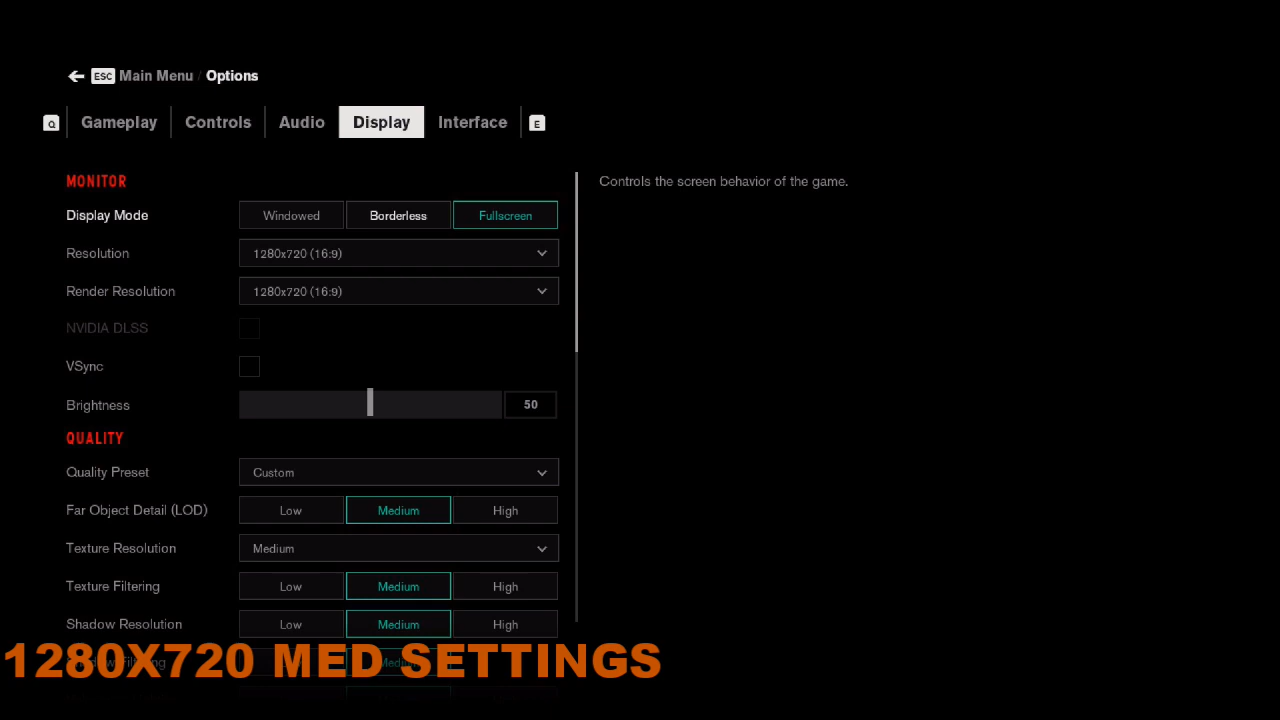 ESC Main Menu / Options
Q Gameplay Controls Audio Display Interface E
MONITOR
Controls the screen behavior of the game.
Display Mode Windowed Borderless Fullscreen
Resolution 1280x720 (16:9)
Render Resolution 1280x720 (16:9)
NVIDIA DLSS
VSync
Brightness 50
QUALITY
Quality Preset Custom
Far Object Detail (LOD) Low Medium High
Texture Resolution Medium
Texture Filtering Low Medium High
Shadow Resolution Low Medium High
Shadow Filtering Medium
1280X720 MED SETTINGS